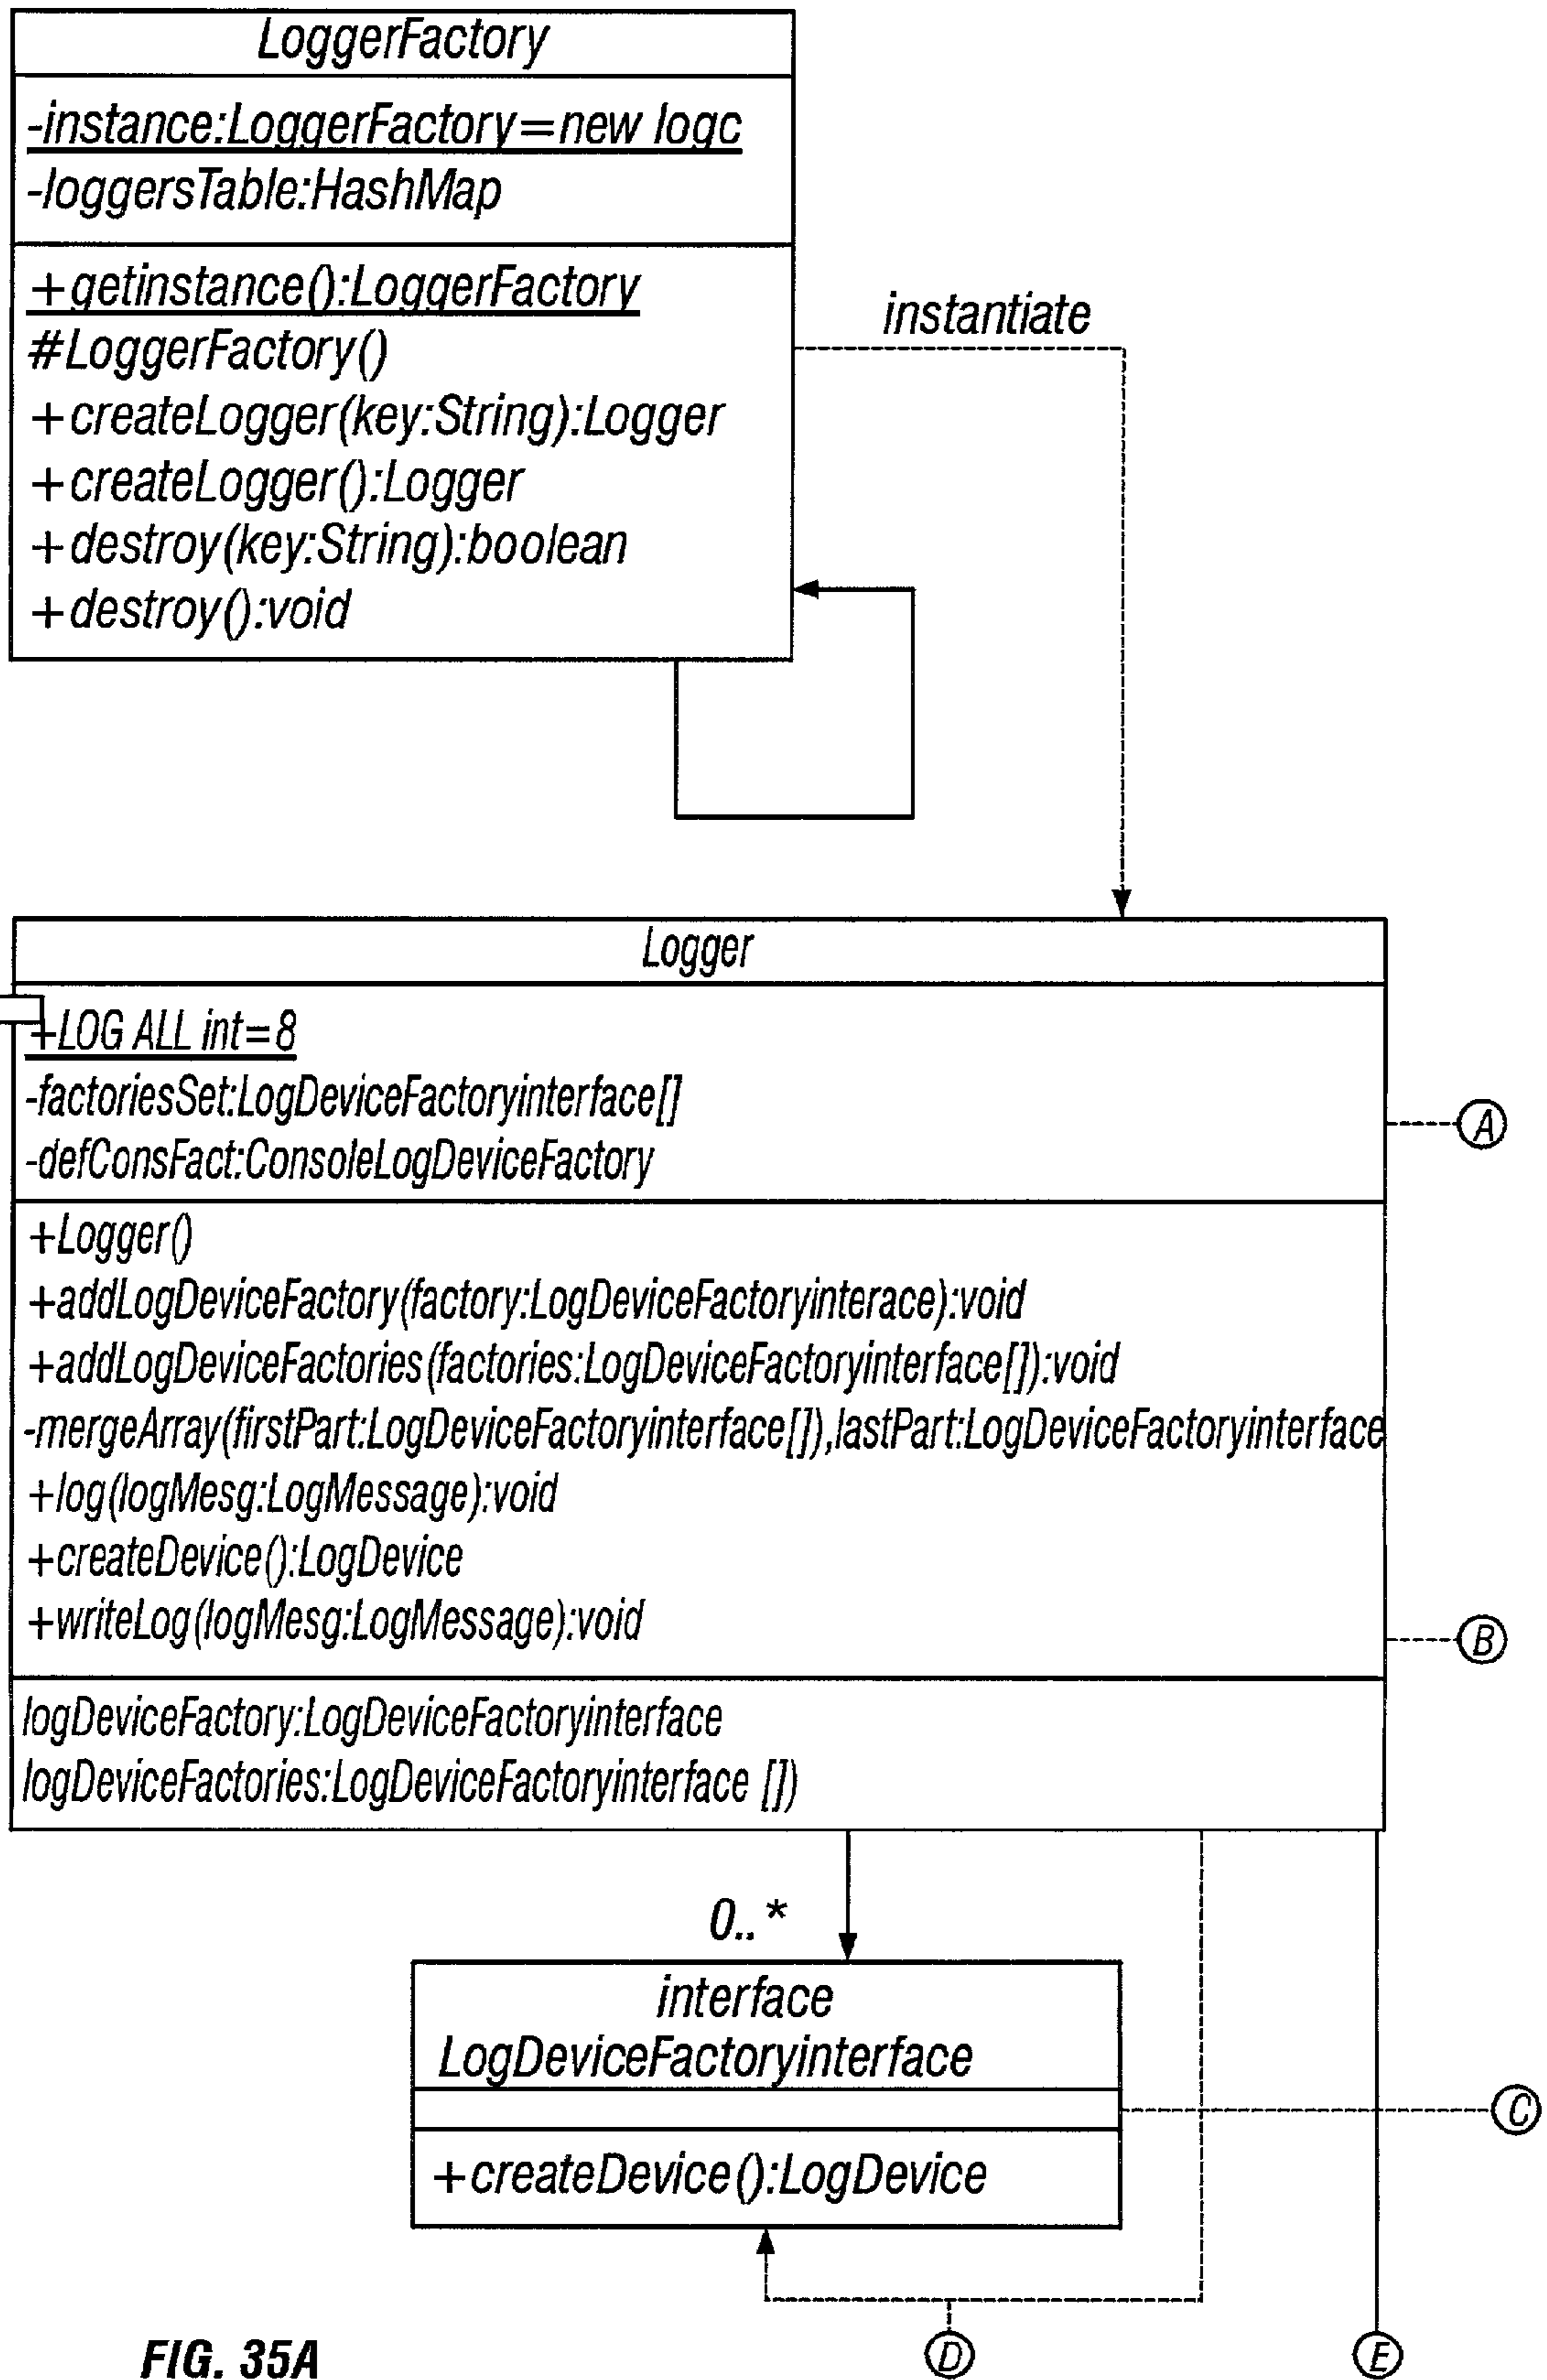 LoggerFactory
-instance:LoggerFactory=new logc
-loggersTable:HashMap
+getinstance():LoggerFactory
#LoggerFactory()
+createLogger(key:String):Logger
+createLogger():Logger
+destroy(key:String):boolean
+destroy():void
instantiate
Logger
+LOG ALL int=8
-factoriesSet:LogDeviceFactoryinterface[]
-defConsFact:ConsoleLogDeviceFactory
A
+Logger()
+addLogDeviceFactory(factory:LogDeviceFactoryinterace):void
+addLogDeviceFactories(factories:LogDeviceFactoryinterface[]):void
-mergeArray(firstPart:LogDeviceFactoryinterface[]),lastPart:LogDeviceFactoryinterface
+log(logMesg:LogMessage):void
+createDevice():LogDevice
+writeLog(logMesg:LogMessage):void
B
logDeviceFactory:LogDeviceFactoryinterface
logDeviceFactories:LogDeviceFactoryinterface [])
0..*
interface
LogDeviceFactoryinterface
C
+createDevice():LogDevice
D
E
FIG. 35A